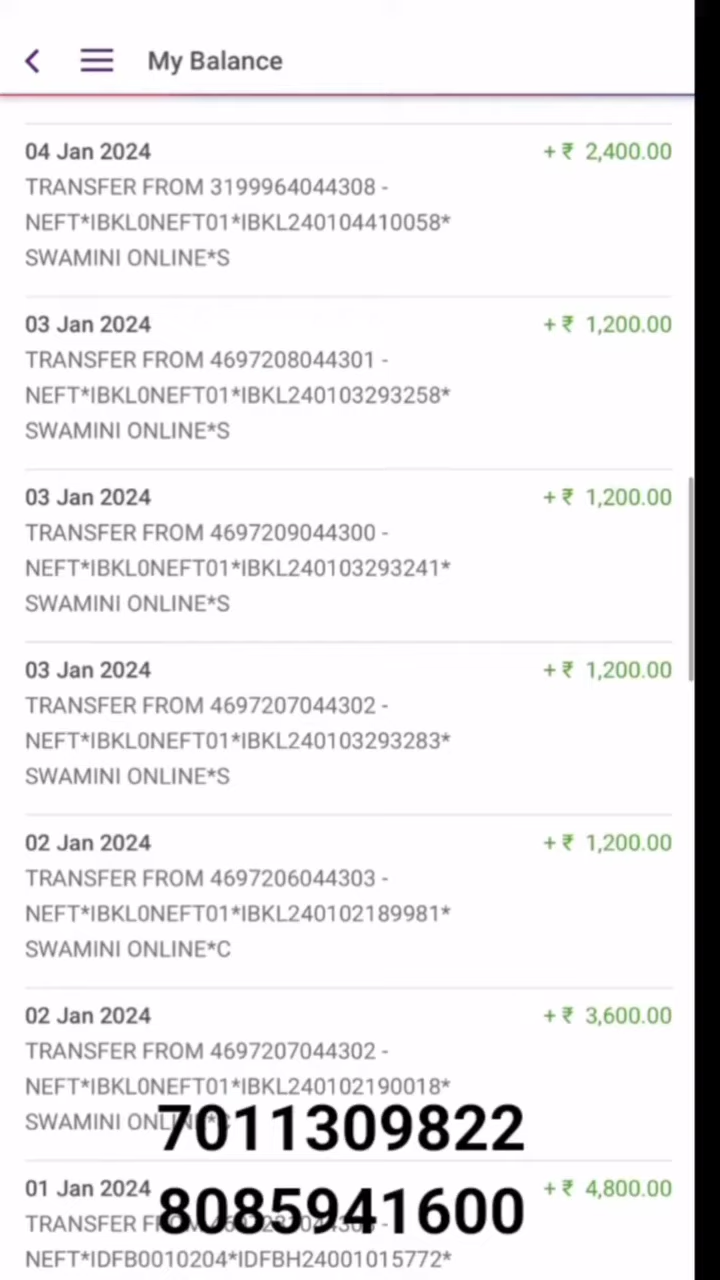 My Balance
04 Jan 2024
+ ₹ 2,400.00
TRANSFER FROM 3199964044308 -
NEFT*IBKL0NEFT01*IBKL240104410058*
SWAMINI ONLINE*S
03 Jan 2024
+ ₹ 1,200.00
TRANSFER FROM 4697208044301 -
NEFT*IBKL0NEFT01*IBKL240103293258*
SWAMINI ONLINE*S
03 Jan 2024
+ ₹ 1,200.00
TRANSFER FROM 4697209044300 -
NEFT*IBKL0NEFT01*IBKL240103293241*
SWAMINI ONLINE*S
03 Jan 2024
+ ₹ 1,200.00
TRANSFER FROM 4697207044302 -
NEFT*IBKL0NEFT01*IBKL240103293283*
SWAMINI ONLINE*S
02 Jan 2024
+ ₹ 1,200.00
TRANSFER FROM 4697206044303 -
NEFT*IBKL0NEFT01*IBKL240102189981*
SWAMINI ONLINE*C
02 Jan 2024
+ ₹ 3,600.00
TRANSFER FROM 4697207044302 -
NEFT*IBKL0NEFT01*IBKL240102190018*
SWAMINI ONLINE*C
7011309822
01 Jan 2024
+ ₹ 4,800.00
8085941600
TRANSFER FROM
NEFT*IDFB0010204*IDFBH24001015772*